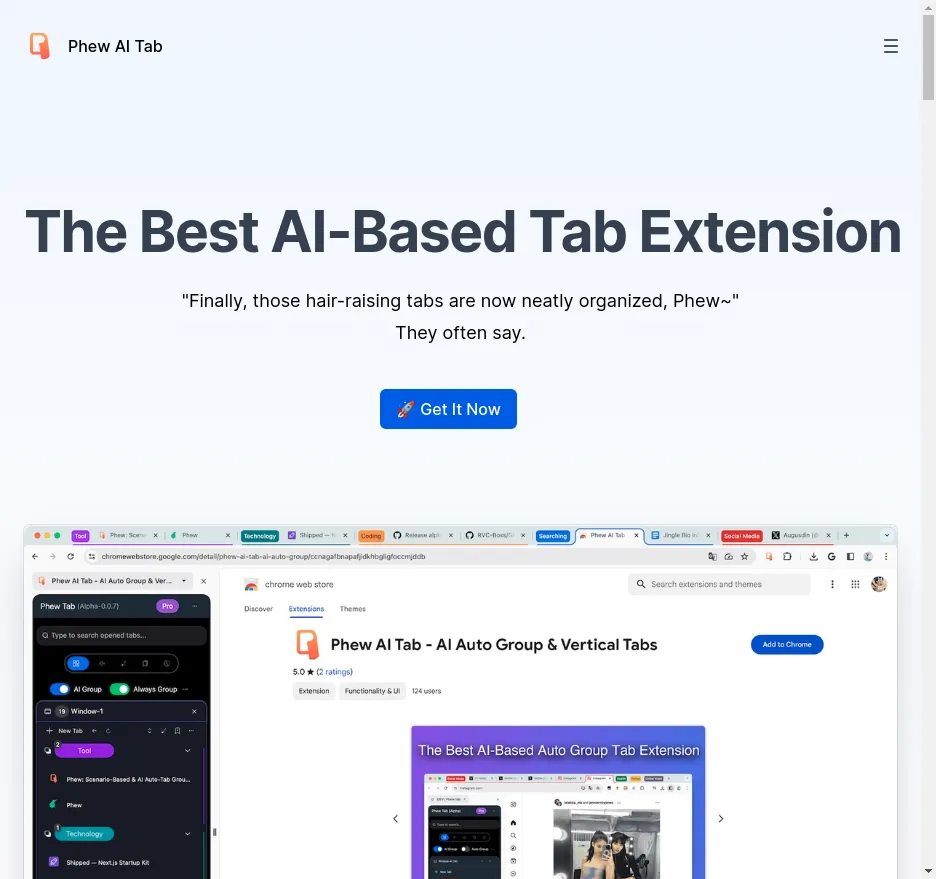 Phew AI Tab
The Best AI-Based Tab Extension
"Finally, those hair-raising tabs are now neatly organized, Phew~"
They often say.
🚀 Get It Now
Tool
Phew: Scena
Phew
Technology
Shipped — N
Coding
Release alph
RVC-Boss/G
Searching
Phew AI Tab
Jingle flio in
Social Media
Augusdin (@
chromewebstore.google.com/detail/phew-ai-tab-ai-auto-group/ccnagafbnapafjidkhbgligfoccmjddb
Phew AI Tab - AI Auto Group & Ver...
chrome web store
Search extensions and themes
Phew Tab (Alpha-0.0.7)
Pro
Discover
Extensions
Themes
Type to search opened tabs...
Phew AI Tab - AI Auto Group & Vertical Tabs
Add to Chrome
5.0 ★ (2 ratings)
AI Group
Always Group
Extension
Functionality & UI
124 users
19
Window-1
New Tab
2
Tool
The Best AI-Based Auto Group Tab Extension
Phew: Scenario-Based & AI Auto-Tab Grou...
Phew
1
Technology
Shipped — Next.js Startup Kit